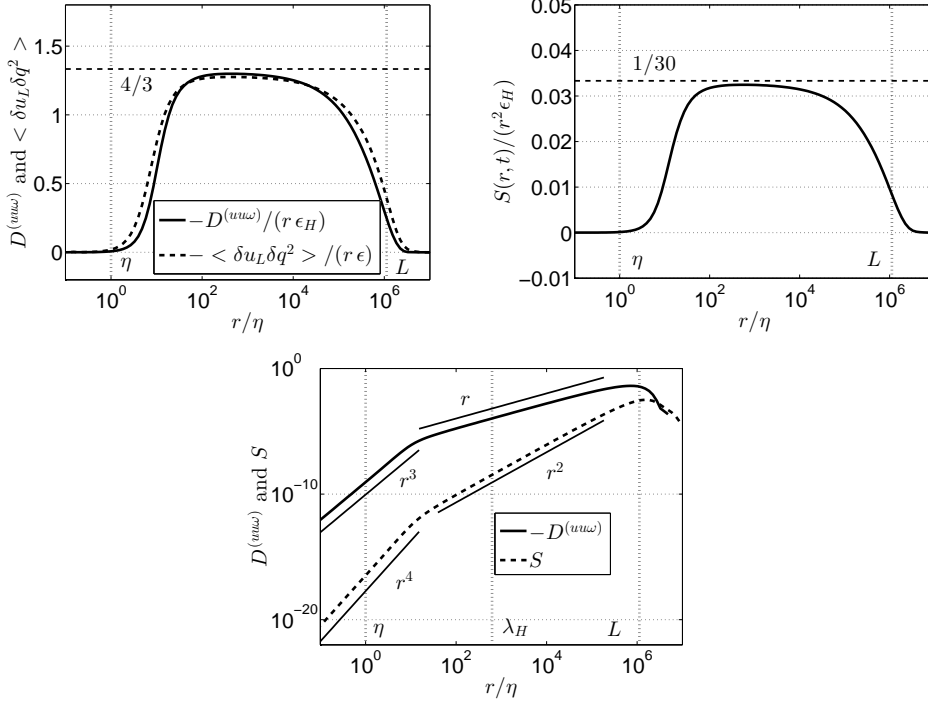 D^{(uuω)} and < δu_L δq^2 >
1.5
1
0.5
0
4/3
−D^{(uuω)}/(r ϵ_H)
− < δu_L δq^2 > /(r ϵ)
η
L
10^0
10^2
10^4
10^6
r/η
S(r, t)/(r^2 ϵ_H)
0.05
0.04
0.03
0.02
0.01
0
−0.01
1/30
η
L
10^0
10^2
10^4
10^6
r/η
D^{(uuω)} and S
10^0
10^{−10}
10^{−20}
r
r^3
r^2
r^4
−D^{(uuω)}
S
η
λ_H
L
10^0
10^2
10^4
10^6
r/η